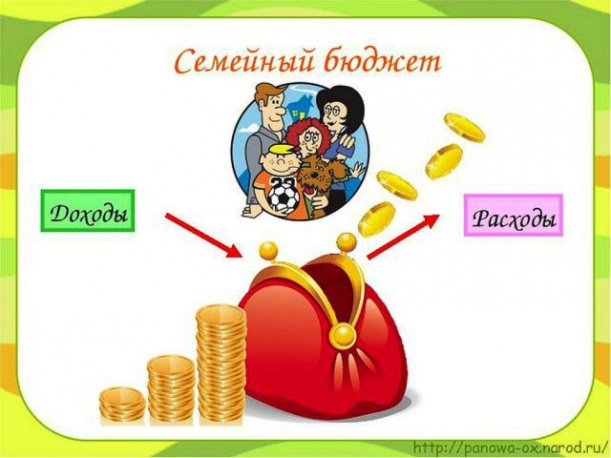 Семейный бюджет
Доходы
Расходы
http://panowa-ox.narod.ru/